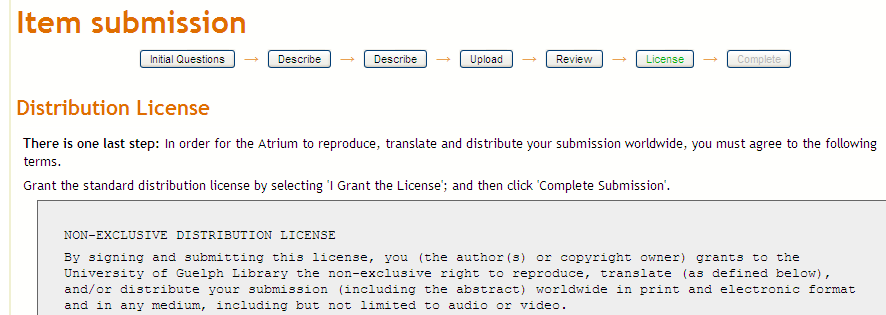 Item submission
Initial Questions → Describe → Describe → Upload → Review → License → Complete
Distribution License
There is one last step: In order for the Atrium to reproduce, translate and distribute your submission worldwide, you must agree to the following
terms.
Grant the standard distribution license by selecting 'I Grant the License'; and then click 'Complete Submission'.
NON-EXCLUSIVE DISTRIBUTION LICENSE
By signing and submitting this license, you (the author(s) or copyright owner) grants to the
University of Guelph Library the non-exclusive right to reproduce, translate (as defined below),
and/or distribute your submission (including the abstract) worldwide in print and electronic format
and in any medium, including but not limited to audio or video.